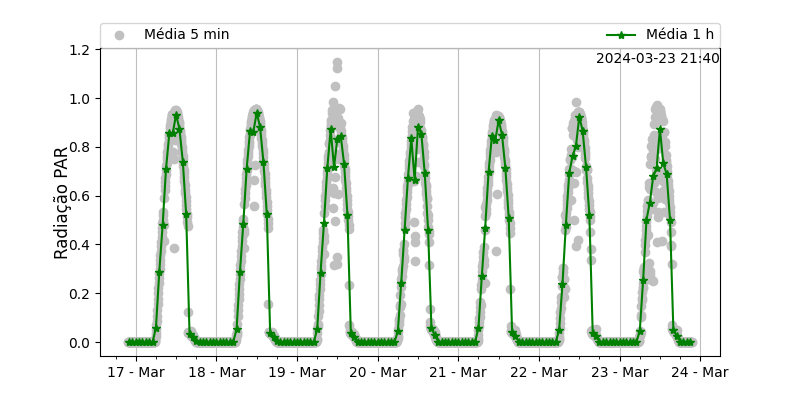 Média 5 min
Média 1 h
2024-03-23 21:40
Radiação PAR
1.2
1.0
0.8
0.6
0.4
0.2
0.0
17 - Mar
18 - Mar
19 - Mar
20 - Mar
21 - Mar
22 - Mar
23 - Mar
24 - Mar